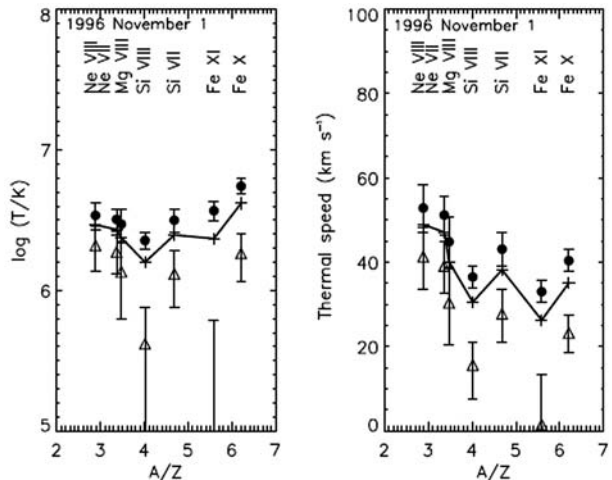 1996 November 1
Ne VIII
Ne VII
Mg VIII
Si VIII
Si VII
Fe XI
Fe X
7
6
5
log (T/K)
2 3 4 5 6 7
A/Z
1996 November 1
Ne VIII
Ne VII
Mg VIII
Si VIII
Si VII
Fe XI
Fe X
100
80
60
40
20
0
Thermal speed (km s⁻¹)
2 3 4 5 6 7
A/Z